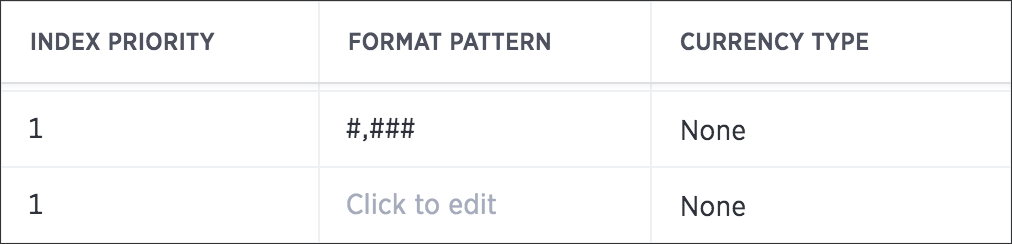 INDEX PRIORITY FORMAT PATTERN CURRENCY TYPE
1 #,### None
1 Click to edit None